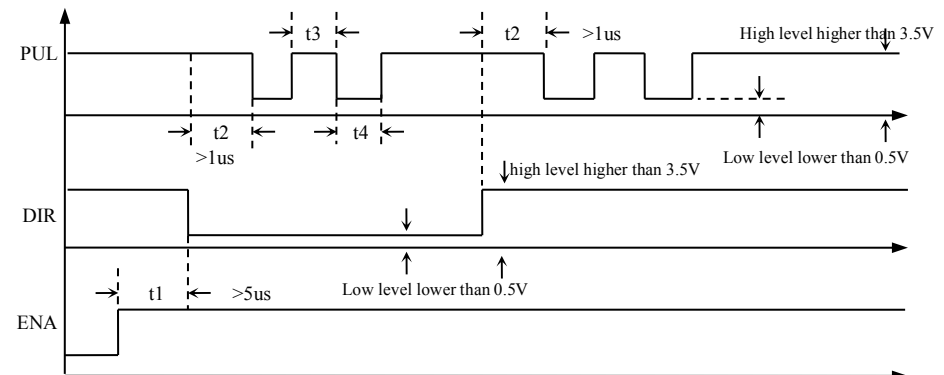 t3
t2
>1us
High level higher than 3.5V
PUL
t2
t4
>1us
Low level lower than 0.5V
high level higher than 3.5V
DIR
t1
>5us
Low level lower than 0.5V
ENA